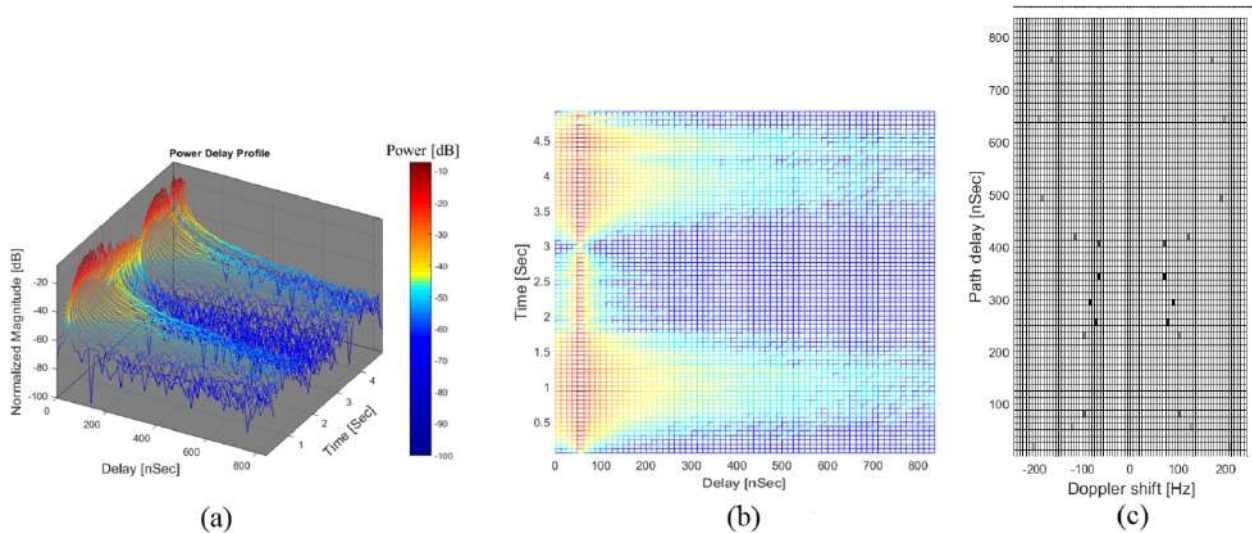 Power Delay Profile
Power [dB]
Normalized Magnitude [dB]
-20
-40
-60
-80
-100
0
200
400
600
800
Delay [nSec]
1
2
3
4
Time [Sec]
-10
-20
-30
-40
-50
-60
-70
-80
-90
-100
(a)
Time [Sec]
4.5
4
3.5
3
2.5
2
1.5
1
0.5
0 100 200 300 400 500 600 700 800
Delay [nSec]
(b)
Path delay [nSec]
800
700
600
500
400
300
200
100
-200 -100 0 100 200
Doppler shift [Hz]
(c)